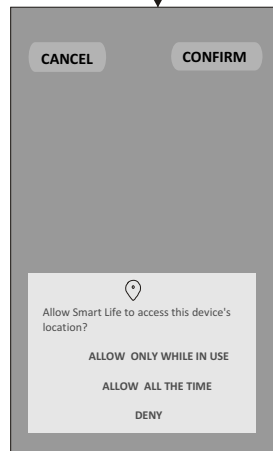 CANCEL CONFIRM
Allow Smart Life to access this device's
location?
ALLOW ONLY WHILE IN USE
ALLOW ALL THE TIME
DENY